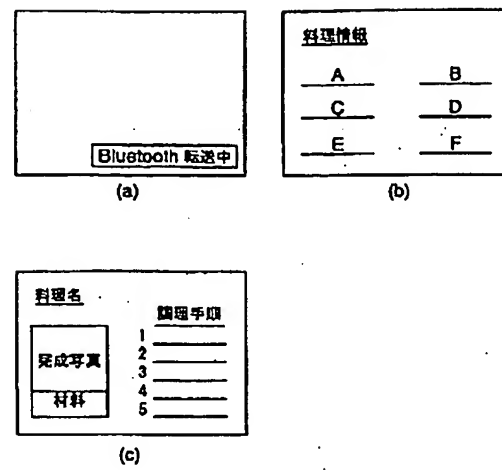 Bluetooth 転送中
(a)
料理情報
A B
C D
E F
(b)
料理名
調理手順
完成写真
材料
1
2
3
4
5
(c)